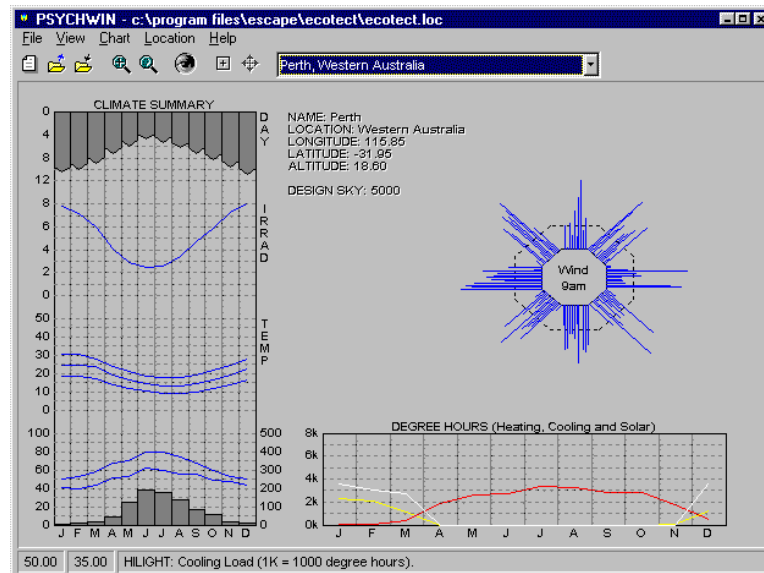 PSYCHWIN - c:\program files\escape\ecotect\ecotect.loc
File View Chart Location Help
Perth, Western Australia
CLIMATE SUMMARY
0
4
8
12
DAY
8
6
4
2
0
IRRAD
50
40
30
20
10
0
TEMP
100 500
80 400
60 300
40 200
20 100
0 0
J F M A M J J A S O N D
NAME: Perth
LOCATION: Western Australia
LONGITUDE: 115.85
LATITUDE: -31.95
ALTITUDE: 18.60
DESIGN SKY: 5000
Wind
9am
DEGREE HOURS (Heating, Cooling and Solar)
8k
4k
2k
0k
J F M A M J J A S O N D
50.00 35.00 HILIGHT: Cooling Load (1K = 1000 degree hours).